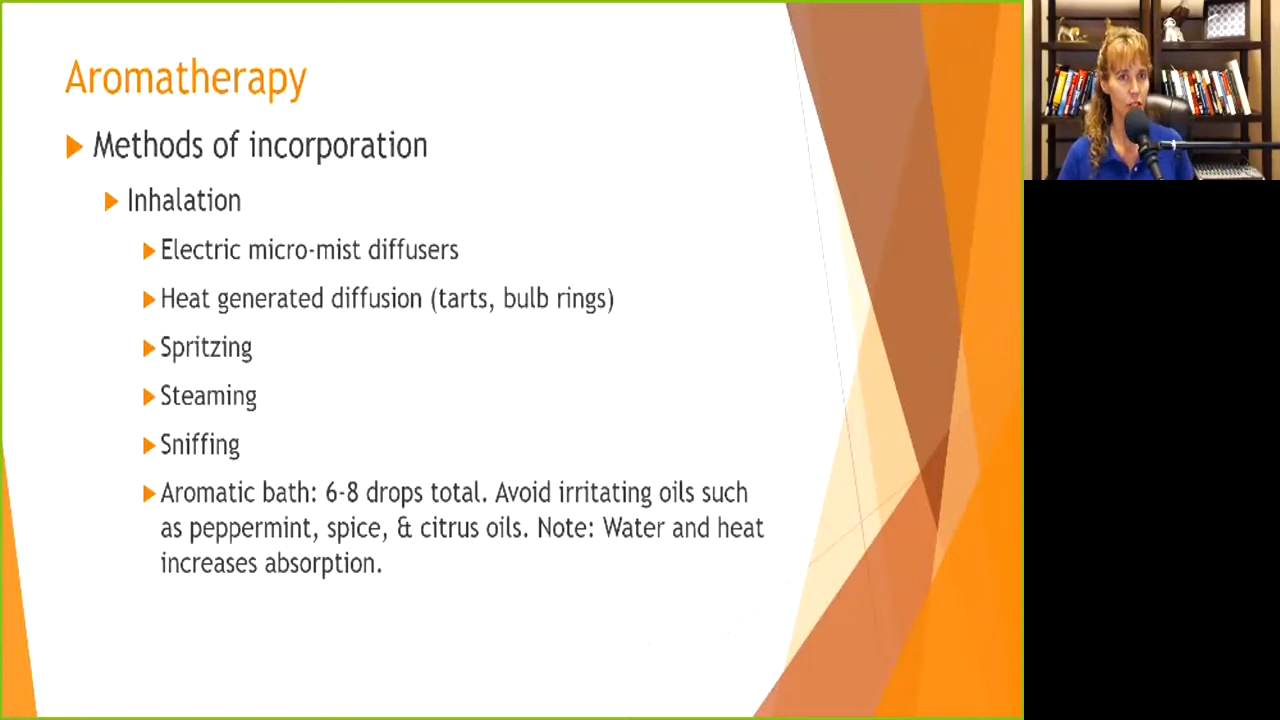 Aromatherapy
Methods of incorporation
Inhalation
Electric micro-mist diffusers
Heat generated diffusion (tarts, bulb rings)
Spritzing
Steaming
Sniffing
Aromatic bath: 6-8 drops total. Avoid irritating oils such
as peppermint, spice, & citrus oils. Note: Water and heat
increases absorption.